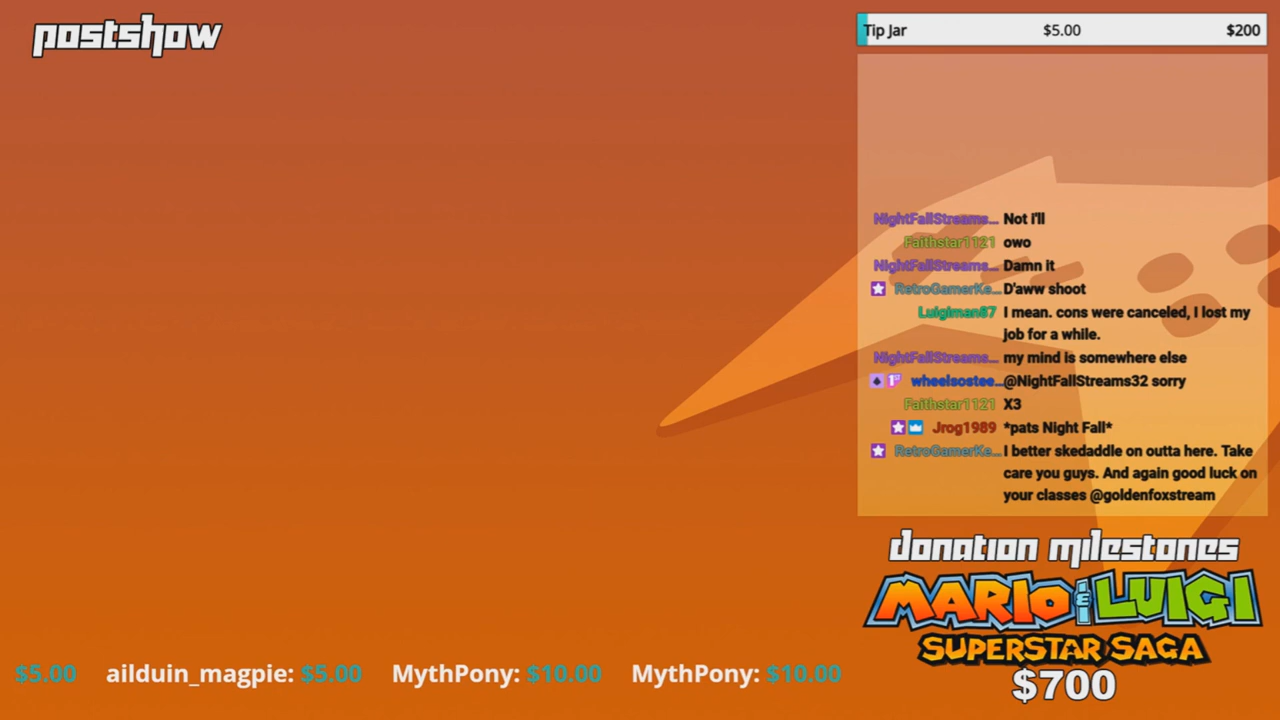 postshow
Tip Jar $5.00 $200
NightFallStreams... Not i'll
Faithstar1121 owo
NightFallStreams... Damn it
RetroGamerKe... D'aww shoot
Luigiman87 I mean. cons were canceled, I lost my
job for a while.
NightFallStreams... my mind is somewhere else
1st wheelsostee... @NightFallStreams32 sorry
Faithstar1121 X3
Jrog1989 *pats Night Fall*
RetroGamerKe... I better skedaddle on outta here. Take
care you guys. And again good luck on
your classes @goldenfoxstream
donation milestones
MARIO & LUIGI
SUPERSTAR SAGA
$700
$5.00 ailduin_magpie: $5.00 MythPony: $10.00 MythPony: $10.00